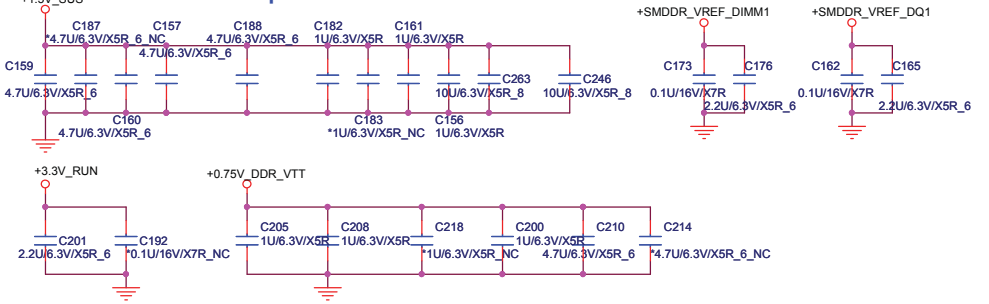 +SMDDR_VREF_DIMM1
+SMDDR_VREF_DQ1
C187
C157
C188
C182
C161
*4.7U/6.3V/X5R_6_NC
4.7U/6.3V/X5R_6
1U/6.3V/X5R
1U/6.3V/X5R
4.7U/6.3V/X5R_6
C159
C263
C246
C173
C176
C162
C165
4.7U/6.3V/X5R_6
10U/6.3V/X5R_8
10U/6.3V/X5R_8
0.1U/16V/X7R
0.1U/16V/X7R
2.2U/6.3V/X5R_6
2.2U/6.3V/X5R_6
C160
C183
C156
4.7U/6.3V/X5R_6
*1U/6.3V/X5R_NC
1U/6.3V/X5R
+3.3V_RUN
+0.75V_DDR_VTT
C205
C208
C218
C200
C210
C214
C201
C192
1U/6.3V/X5R
1U/6.3V/X5R
1U/6.3V/X5R
2.2U/6.3V/X5R_6
*0.1U/16V/X7R_NC
*1U/6.3V/X5R_NC
4.7U/6.3V/X5R_6
*4.7U/6.3V/X5R_6_NC